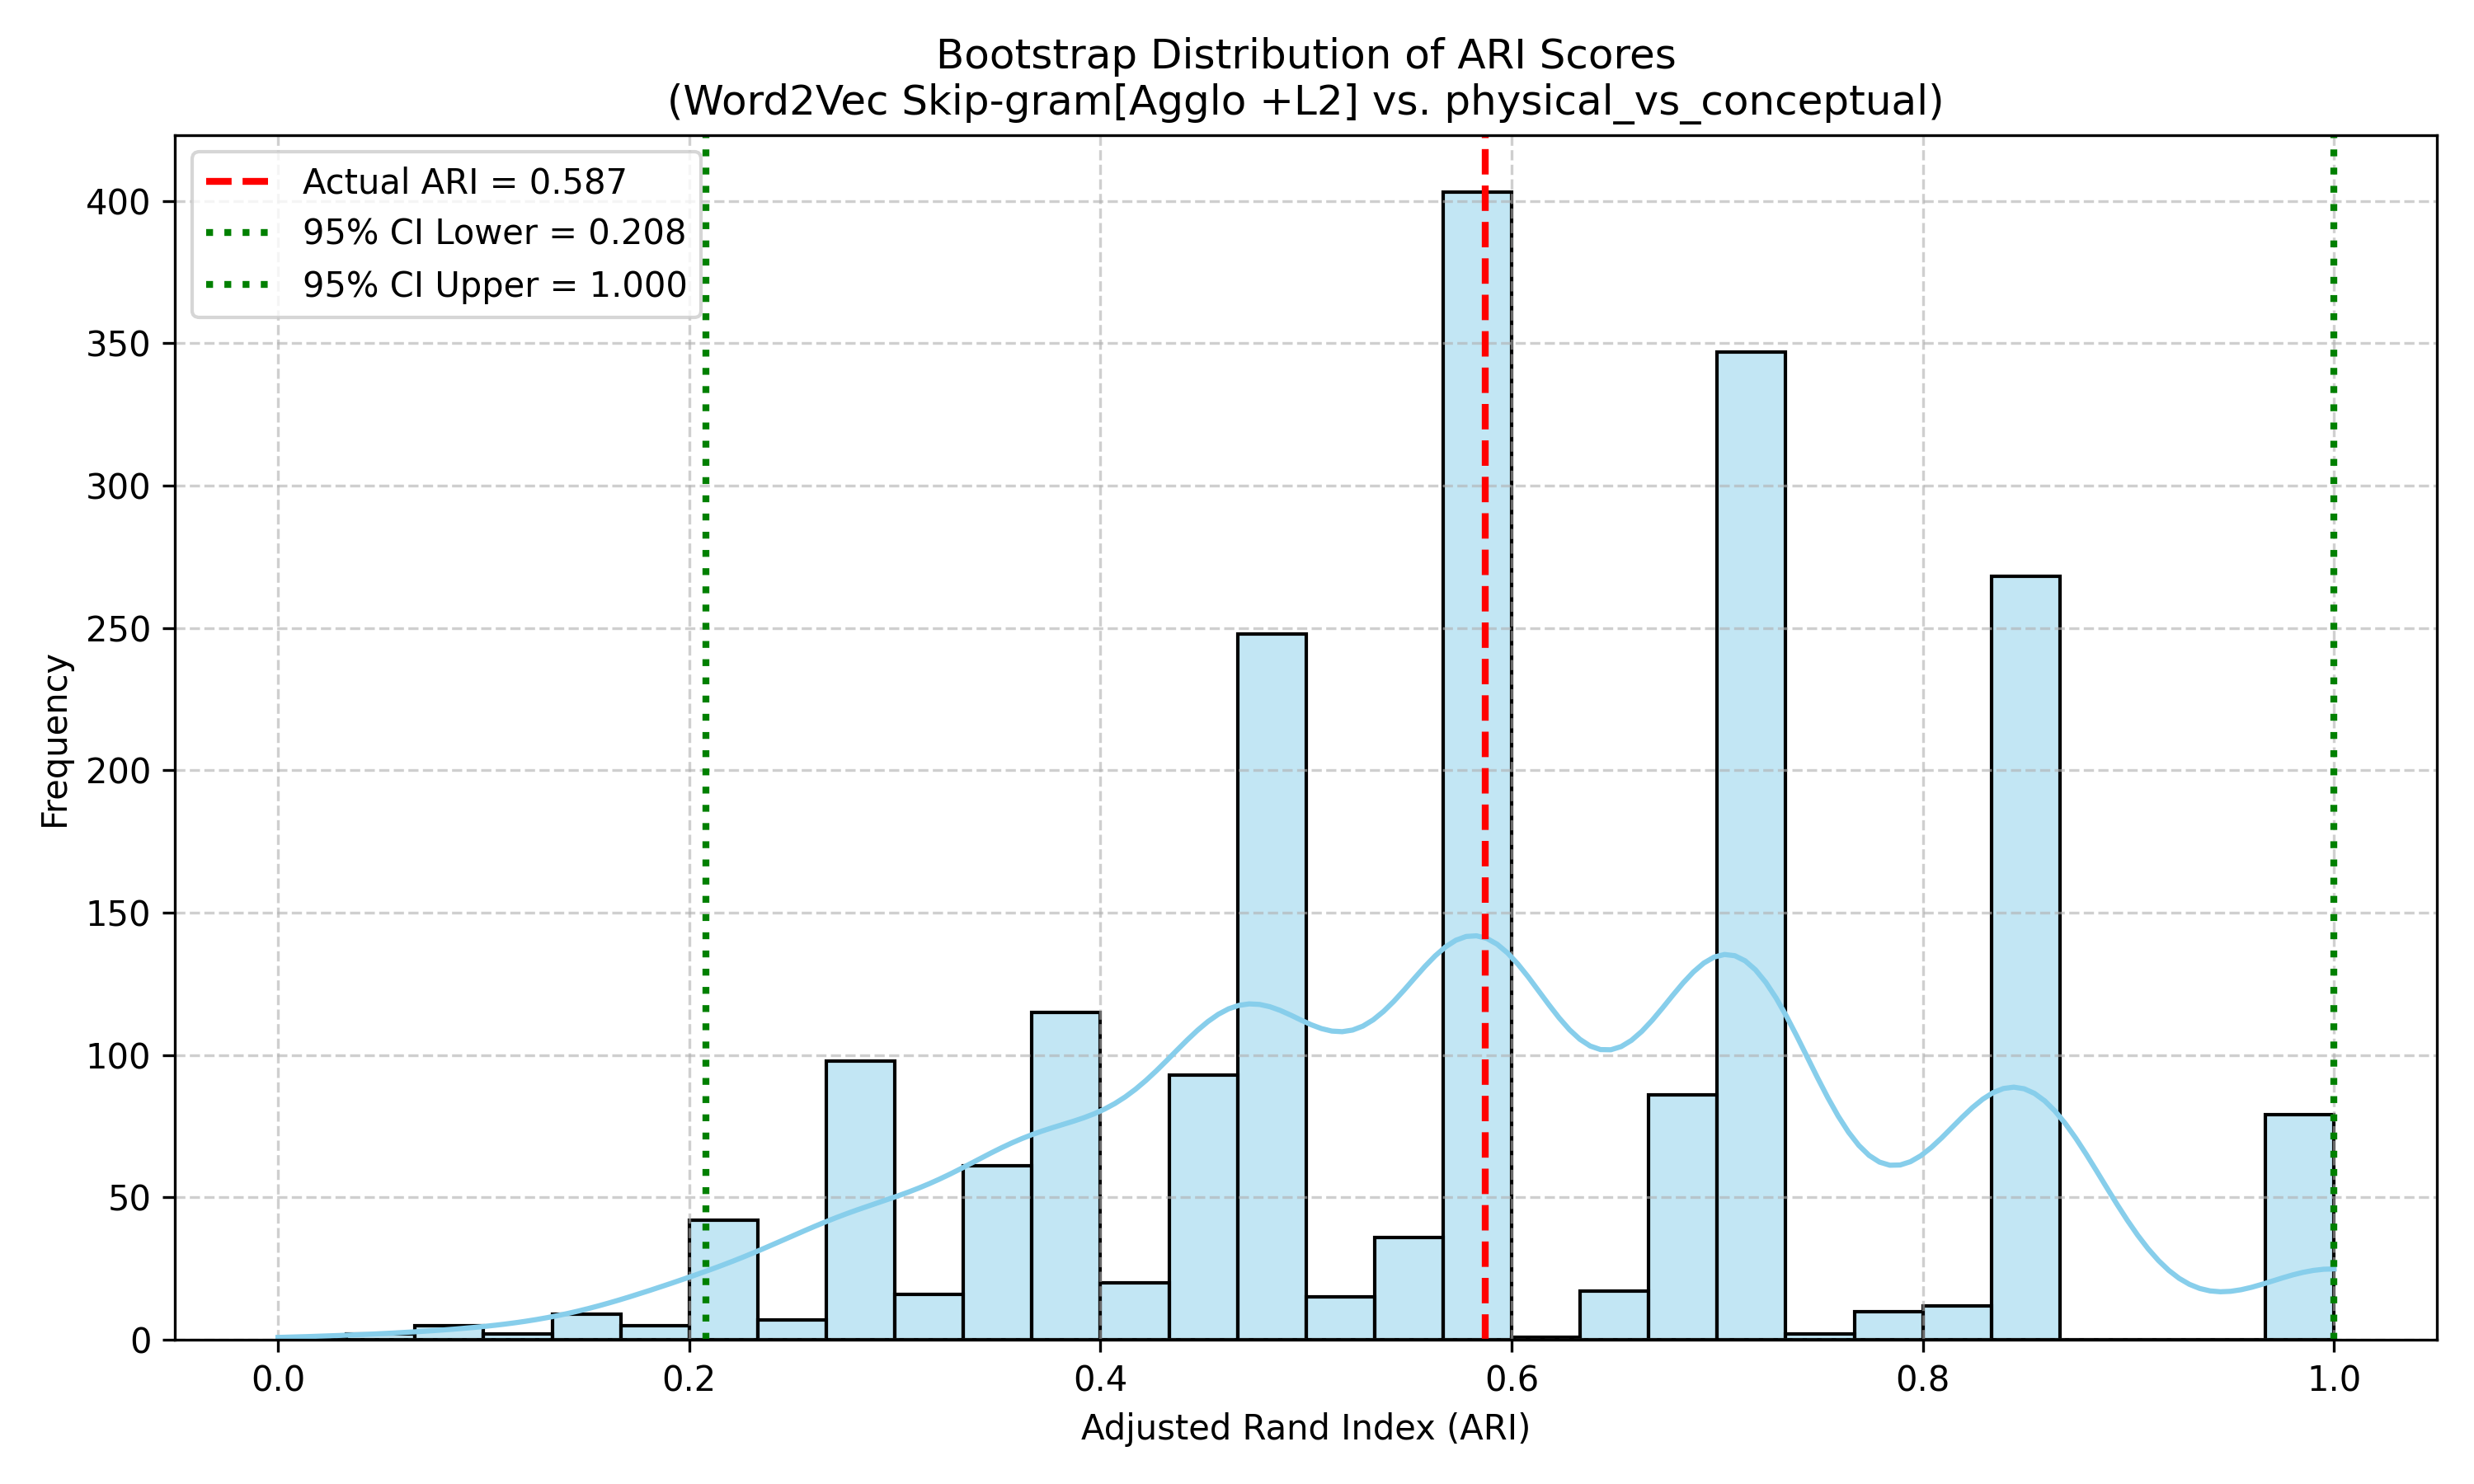 Bootstrap Distribution of ARI Scores
(Word2Vec Skip-gram[Agglo +L2] vs. physical_vs_conceptual)
Actual ARI = 0.587
95% CI Lower = 0.208
95% CI Upper = 1.000
Frequency
400
350
300
250
200
150
100
50
0
0.0 0.2 0.4 0.6 0.8 1.0
Adjusted Rand Index (ARI)